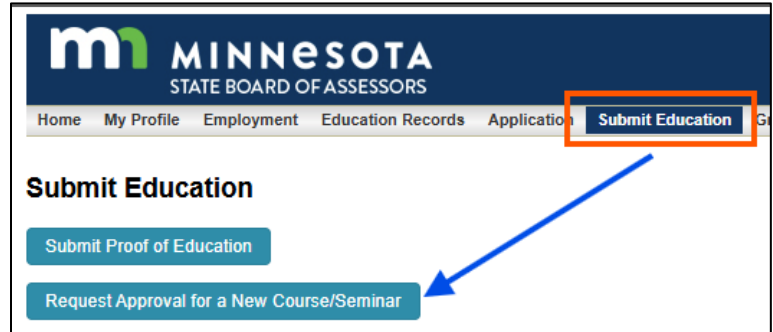 mn MINNESOTA
STATE BOARD OF ASSESSORS
Home My Profile Employment Education Records Application Submit Education
Submit Education
Submit Proof of Education
Request Approval for a New Course/Seminar